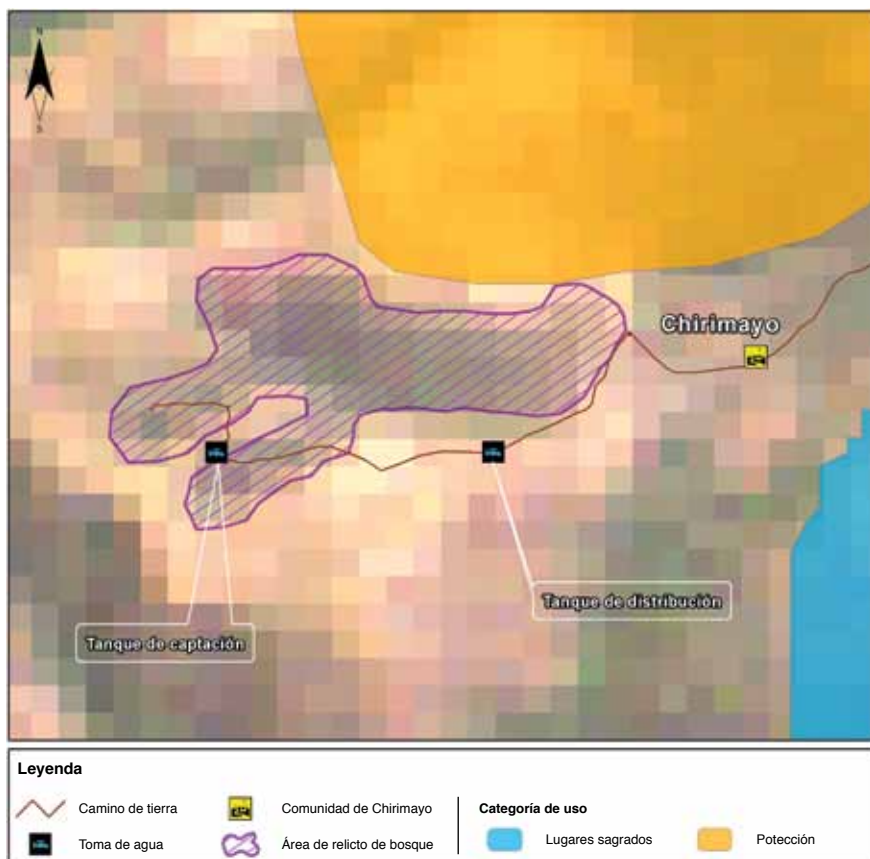 N
S
Chirimayo
Tanque de distribución
Tanque de captación
Leyenda
Camino de tierra
Comunidad de Chirimayo
Categoría de uso
Toma de agua
Área de relicto de bosque
Lugares sagrados
Potección